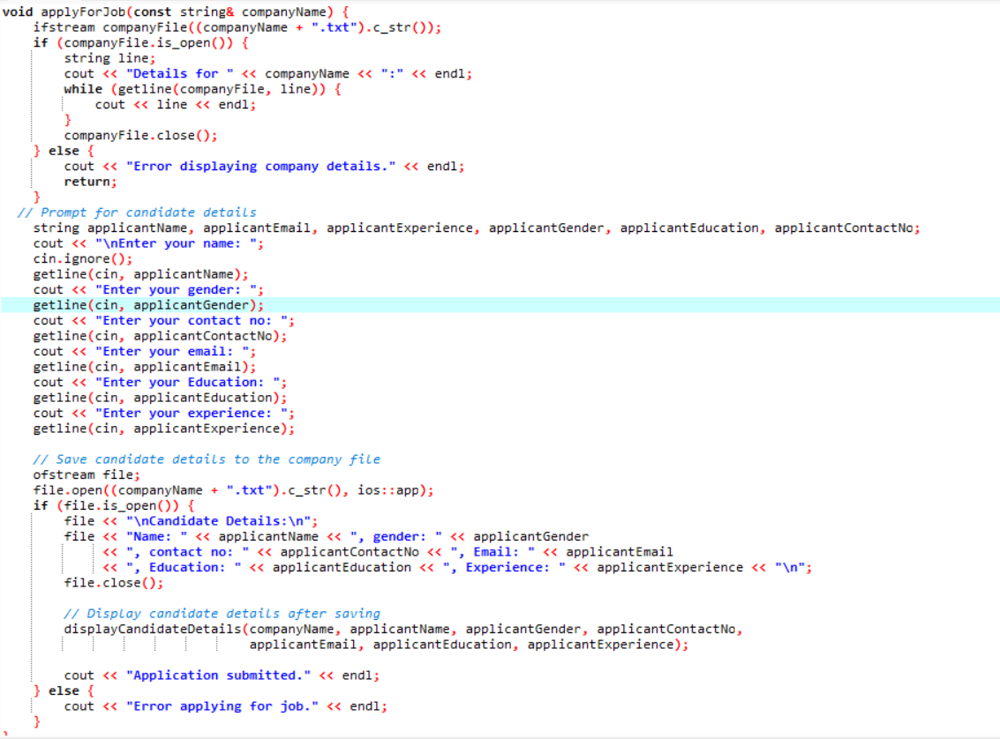 void applyForJob(const string& companyName) {
    ifstream companyFile((companyName + ".txt").c_str());
    if (companyFile.is_open()) {
        string line;
        cout << "Details for " << companyName << ":" << endl;
        while (getline(companyFile, line)) {
            cout << line << endl;
        }
        companyFile.close();
    } else {
        cout << "Error displaying company details." << endl;
        return;
    }
  // Prompt for candidate details
    string applicantName, applicantEmail, applicantExperience, applicantGender, applicantEducation, applicantContactNo;
    cout << "\nEnter your name: ";
    cin.ignore();
    getline(cin, applicantName);
    cout << "Enter your gender: ";
    getline(cin, applicantGender);
    cout << "Enter your contact no: ";
    getline(cin, applicantContactNo);
    cout << "Enter your email: ";
    getline(cin, applicantEmail);
    cout << "Enter your Education: ";
    getline(cin, applicantEducation);
    cout << "Enter your experience: ";
    getline(cin, applicantExperience);

    // Save candidate details to the company file
    ofstream file;
    file.open((companyName + ".txt").c_str(), ios::app);
    if (file.is_open()) {
        file << "\nCandidate Details:\n";
        file << "Name: " << applicantName << ", gender: " << applicantGender
             << ", contact no: " << applicantContactNo << ", Email: " << applicantEmail
             << ", Education: " << applicantEducation << ", Experience: " << applicantExperience << "\n";
        file.close();

        // Display candidate details after saving
        displayCandidateDetails(companyName, applicantName, applicantGender, applicantContactNo,
                                applicantEmail, applicantEducation, applicantExperience);

        cout << "Application submitted." << endl;
    } else {
        cout << "Error applying for job." << endl;
    }
}